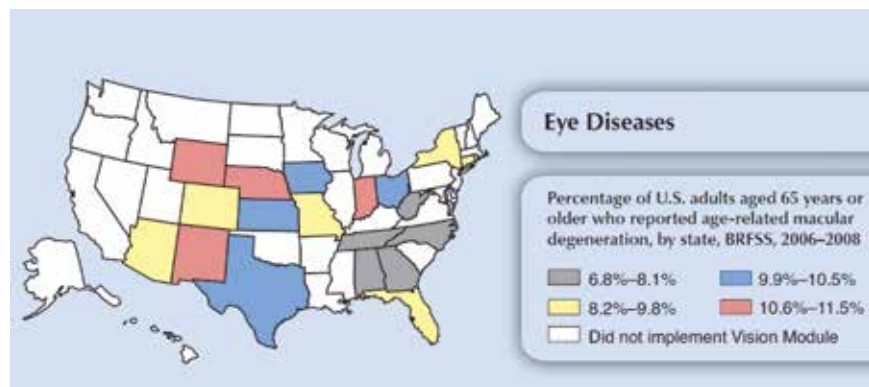 Eye Diseases
Percentage of U.S. adults aged 65 years or
older who reported age-related macular
degeneration, by state, BRFSS, 2006–2008
6.8%–8.1%
9.9%–10.5%
8.2%–9.8%
10.6%–11.5%
Did not implement Vision Module